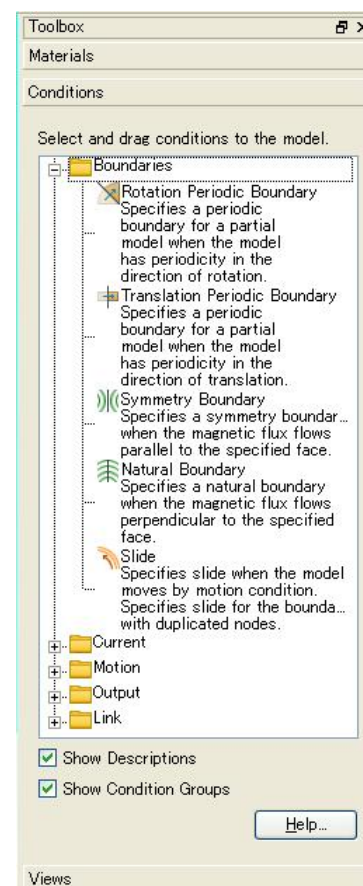 Toolbox
Materials
Conditions
Select and drag conditions to the model.
Boundaries
Rotation Periodic Boundary
Specifies a periodic
boundary for a partial
model when the model
has periodicity in the
direction of rotation.
Translation Periodic Boundary
Specifies a periodic
boundary for a partial
model when the model
has periodicity in the
direction of translation.
Symmetry Boundary
Specifies a symmetry boundar...
when the magnetic flux flows
parallel to the specified face.
Natural Boundary
Specifies a natural boundary
when the magnetic flux flows
perpendicular to the specified
face.
Slide
Specifies slide when the model
moves by motion condition.
Specifies slide for the bounda...
with duplicated nodes.
Current
Motion
Output
Link
Show Descriptions
Show Condition Groups
Help...
Views